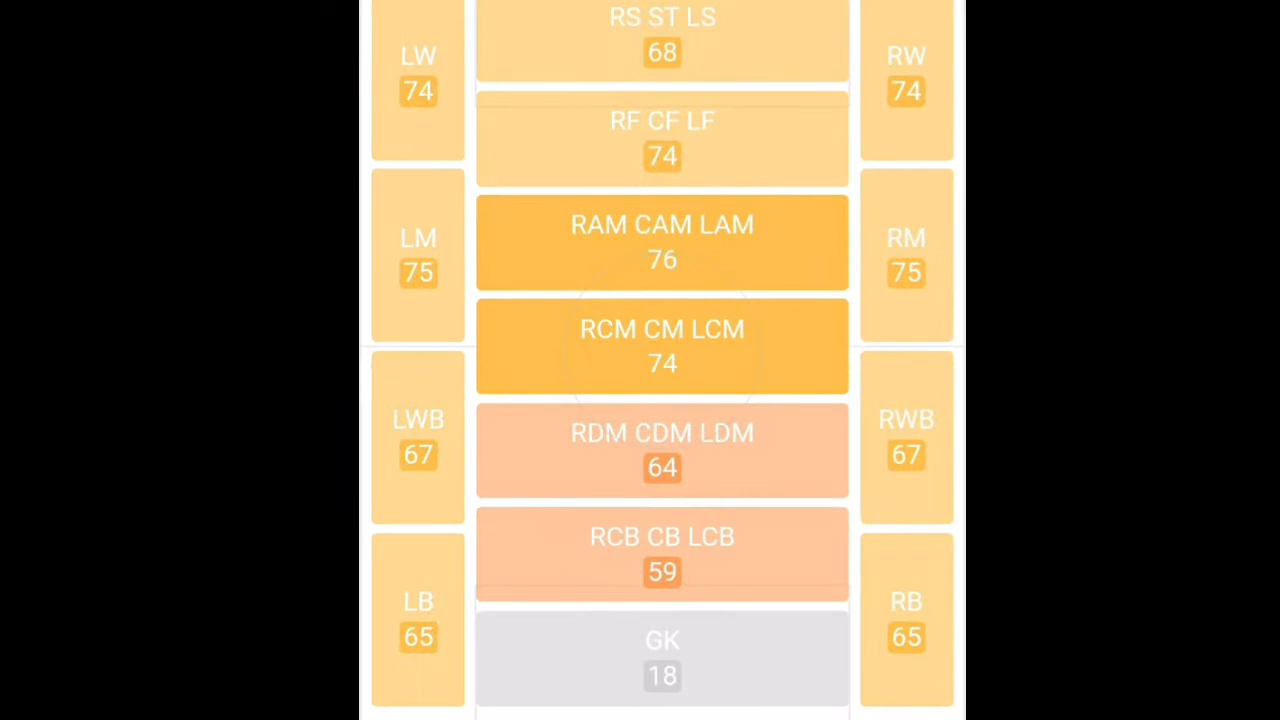 RS ST LS
68
LW
74
RW
74
RF CF LF
74
RAM CAM LAM
76
LM
75
RM
75
RCM CM LCM
74
LWB
67
RWB
67
RDM CDM LDM
64
RCB CB LCB
59
LB
65
RB
65
GK
18